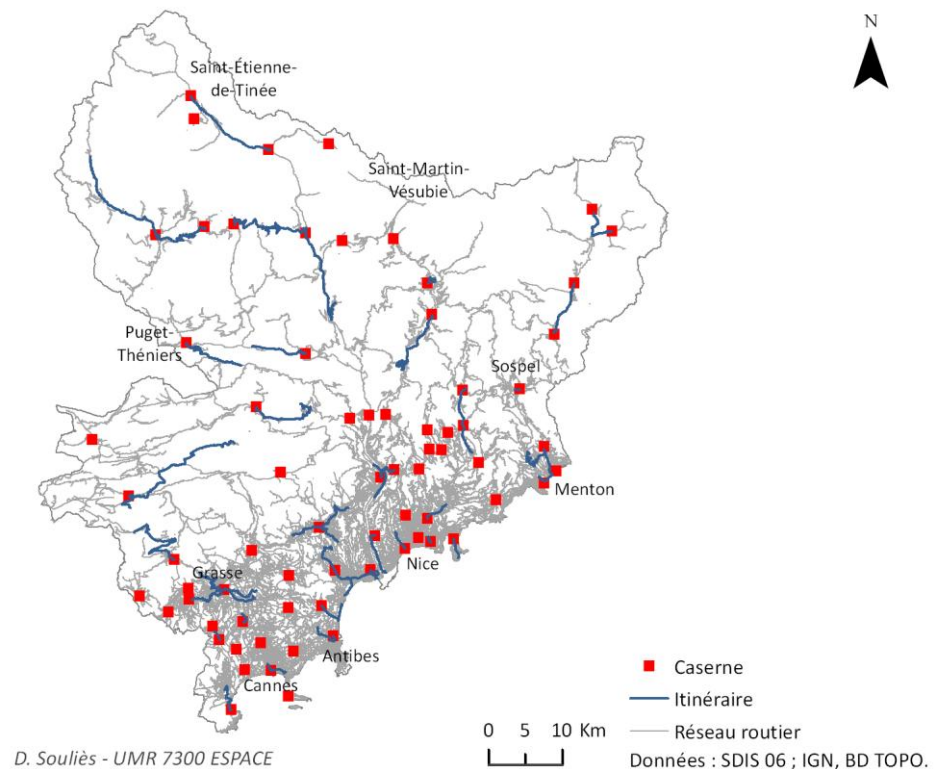 N
Saint-Étienne-
de-Tinée
Saint-Martin-
Vésubie
Puget-
Théniers
Sospel
Menton
Nice
Grasse
Antibes
Cannes
Caserne
Itinéraire
Réseau routier
0 5 10 Km
D. Souliès - UMR 7300 ESPACE
Données : SDIS 06 ; IGN, BD TOPO.